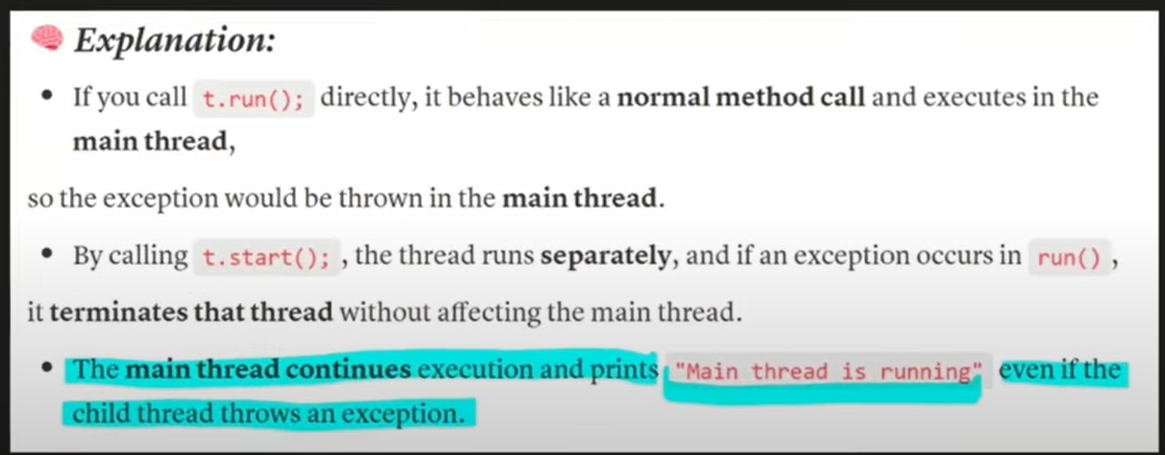 Explanation:
• If you call t.run(); directly, it behaves like a normal method call and executes in the
main thread,
so the exception would be thrown in the main thread.
• By calling t.start(); , the thread runs separately, and if an exception occurs in run() ,
it terminates that thread without affecting the main thread.
• The main thread continues execution and prints "Main thread is running" even if the
child thread throws an exception.